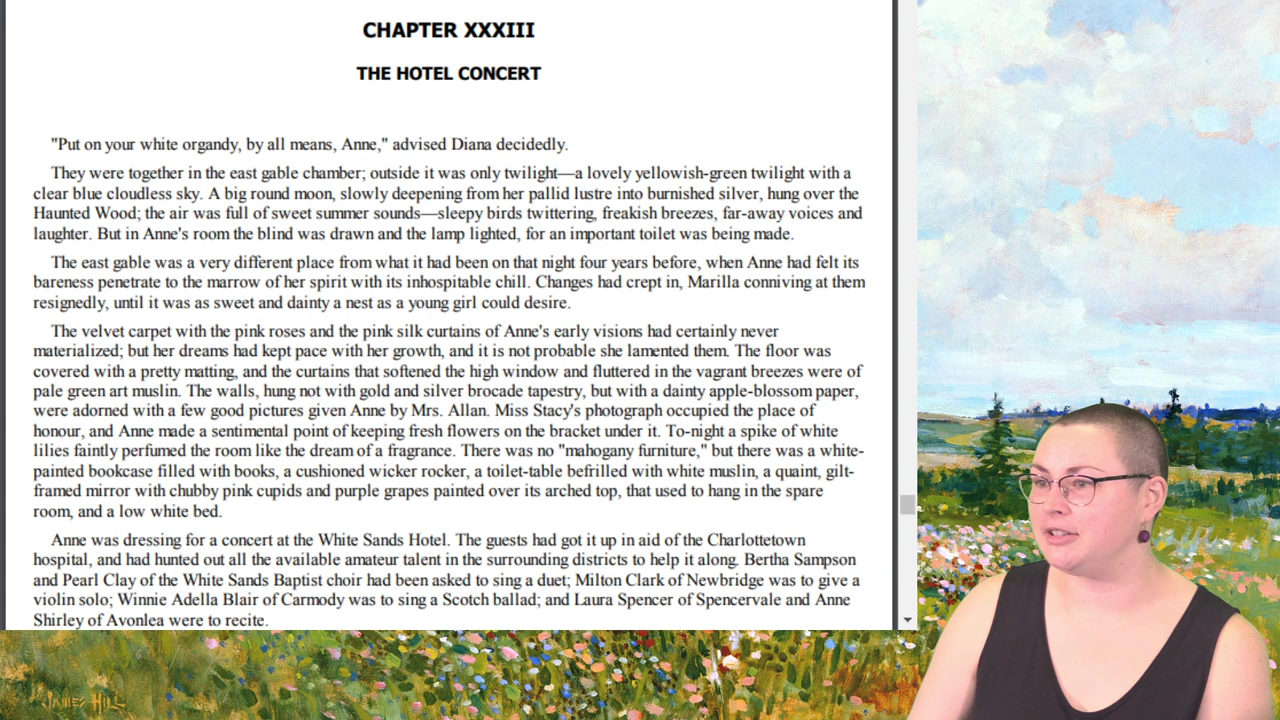 CHAPTER XXXIII
THE HOTEL CONCERT
"Put on your white organdy, by all means, Anne," advised Diana decidedly.
They were together in the east gable chamber; outside it was only twilight—a lovely yellowish-green twilight with a
clear blue cloudless sky. A big round moon, slowly deepening from her pallid lustre into burnished silver, hung over the
Haunted Wood; the air was full of sweet summer sounds—sleepy birds twittering, freakish breezes, far-away voices and
laughter. But in Anne's room the blind was drawn and the lamp lighted, for an important toilet was being made.
The east gable was a very different place from what it had been on that night four years before, when Anne had felt its
bareness penetrate to the marrow of her spirit with its inhospitable chill. Changes had crept in, Marilla conniving at them
resignedly, until it was as sweet and dainty a nest as a young girl could desire.
The velvet carpet with the pink roses and the pink silk curtains of Anne's early visions had certainly never
materialized; but her dreams had kept pace with her growth, and it is not probable she lamented them. The floor was
covered with a pretty matting, and the curtains that softened the high window and fluttered in the vagrant breezes were of
pale green art muslin. The walls, hung not with gold and silver brocade tapestry, but with a dainty apple-blossom paper,
were adorned with a few good pictures given Anne by Mrs. Allan. Miss Stacy's photograph occupied the place of
honour, and Anne made a sentimental point of keeping fresh flowers on the bracket under it. To-night a spike of white
lilies faintly perfumed the room like the dream of a fragrance. There was no "mahogany furniture," but there was a white-
painted bookcase filled with books, a cushioned wicker rocker, a toilet-table befrilled with white muslin, a quaint, gilt-
framed mirror with chubby pink cupids and purple grapes painted over its arched top, that used to hang in the spare
room, and a low white bed.
Anne was dressing for a concert at the White Sands Hotel. The guests had got it up in aid of the Charlottetown
hospital, and had hunted out all the available amateur talent in the surrounding districts to help it along. Bertha Sampson
and Pearl Clay of the White Sands Baptist choir had been asked to sing a duet; Milton Clark of Newbridge was to give a
violin solo; Winnie Adella Blair of Carmody was to sing a Scotch ballad; and Laura Spencer of Spencervale and Anne
Shirley of Avonlea were to recite.
JAMES HILL